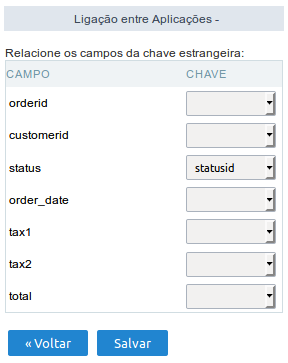 Ligação entre Aplicações -
Relacione os campos da chave estrangeira:
CAMPO CHAVE
orderid
customerid
status statusid
order_date
tax1
tax2
total
« Voltar Salvar